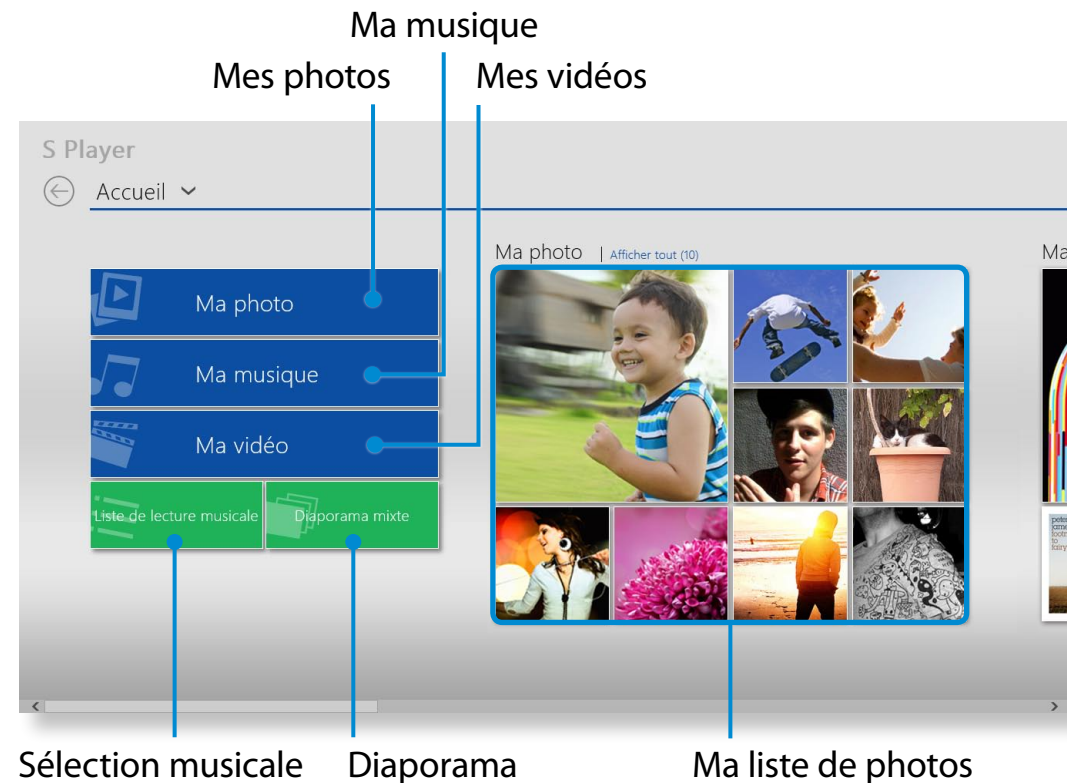 Ma musique
Mes photos
Mes vidéos
S Player
Accueil
Ma photo | Afficher tout (10)
Ma
Ma photo
Ma musique
Ma vidéo
Liste de lecture musicale
Diaporama mixte
Sélection musicale
Diaporama
Ma liste de photos